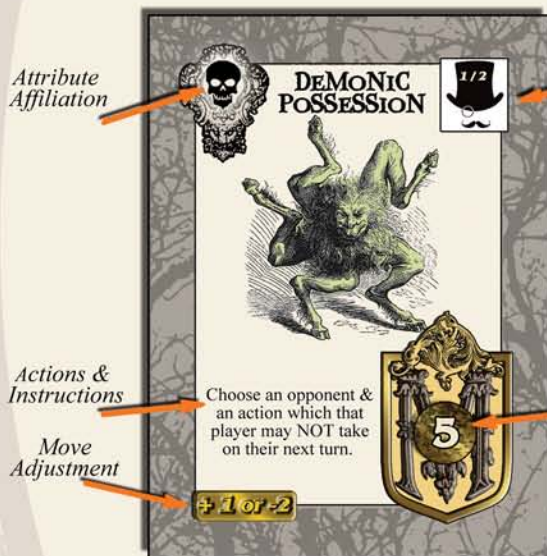 Attribute
Affiliation
DEMONIC
POSSESSION
1/2
Actions &
Instructions
Choose an opponent &
an action which that
player may NOT take
on their next turn.
5
Move
Adjustment
+ 1 or -2